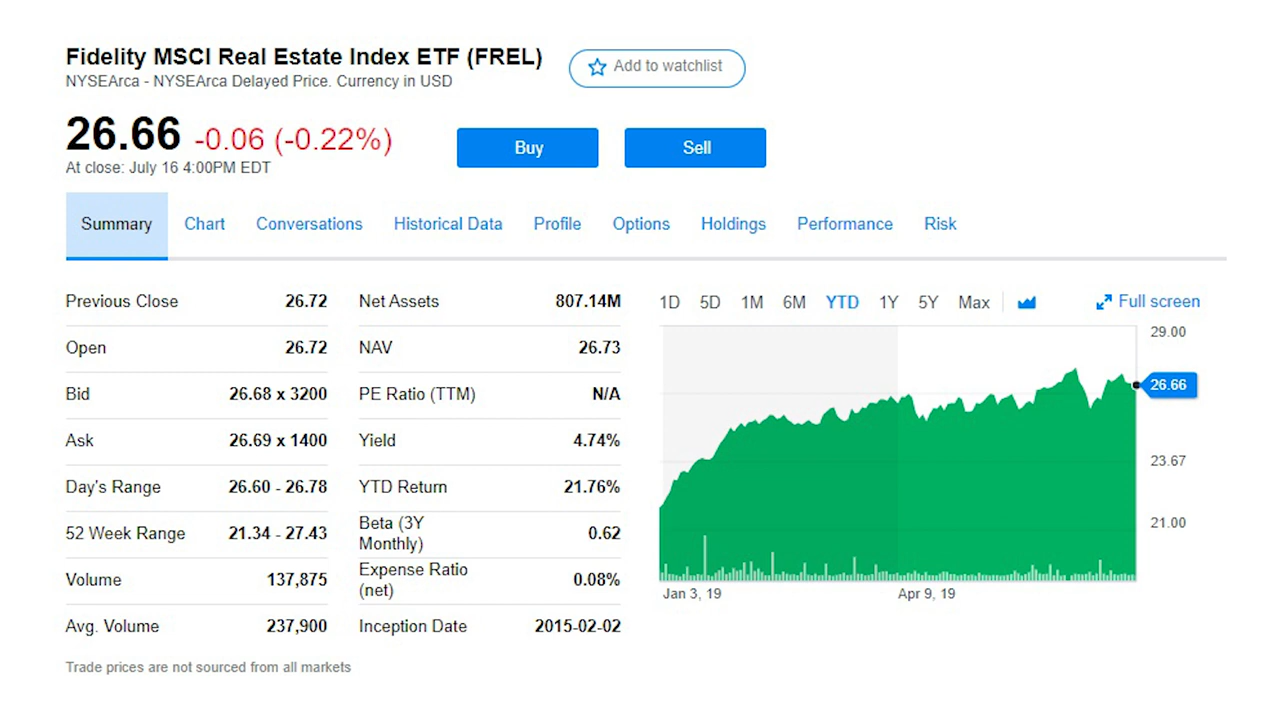 Fidelity MSCI Real Estate Index ETF (FREL)
Add to watchlist
NYSEArca - NYSEArca Delayed Price. Currency in USD
26.66 -0.06 (-0.22%)
At close: July 16 4:00PM EDT
Buy
Sell
Summary Chart Conversations Historical Data Profile Options Holdings Performance Risk
Previous Close 26.72
Open 26.72
Bid 26.68 x 3200
Ask 26.69 x 1400
Day's Range 26.60 - 26.78
52 Week Range 21.34 - 27.43
Volume 137,875
Avg. Volume 237,900
Net Assets 807.14M
NAV 26.73
PE Ratio (TTM) N/A
Yield 4.74%
YTD Return 21.76%
Beta (3Y
Monthly) 0.62
Expense Ratio
(net) 0.08%
Inception Date 2015-02-02
1D 5D 1M 6M YTD 1Y 5Y Max
Full screen
29.00
26.66
23.67
21.00
Jan 3, 19 Apr 9, 19
Trade prices are not sourced from all markets